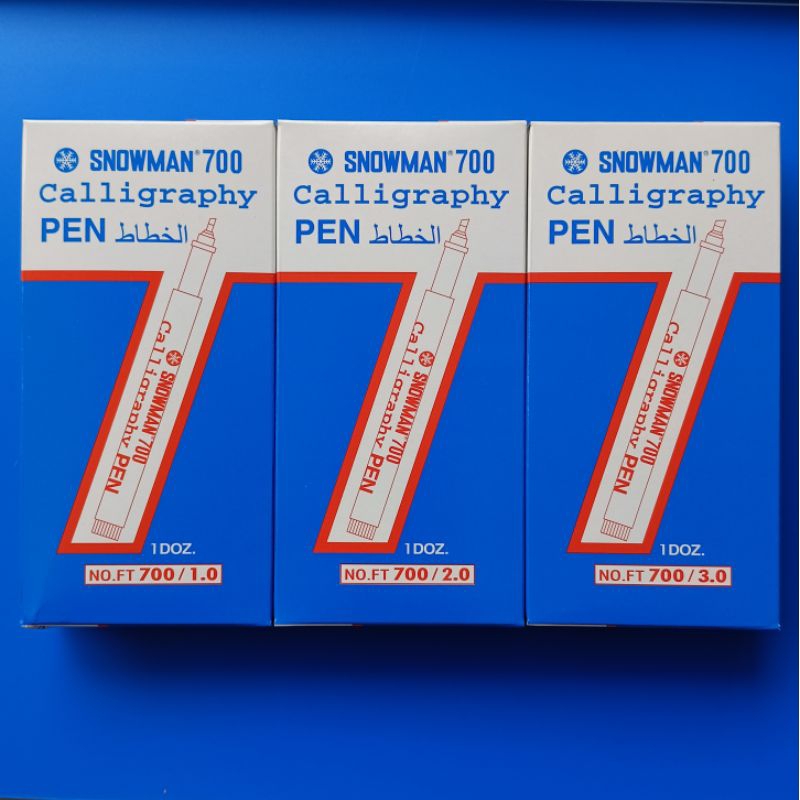 SNOWMAN® 700
Calligraphy
PEN الخطاط
SNOWMAN® 700
Calligraphy PEN
1 DOZ.
NO.FT 700/1.0
SNOWMAN® 700
Calligraphy
PEN الخطاط
SNOWMAN® 700
Calligraphy PEN
1 DOZ.
NO.FT 700/2.0
SNOWMAN® 700
Calligraphy
PEN الخطاط
SNOWMAN® 700
Calligraphy PEN
1 DOZ.
NO.FT 700/3.0